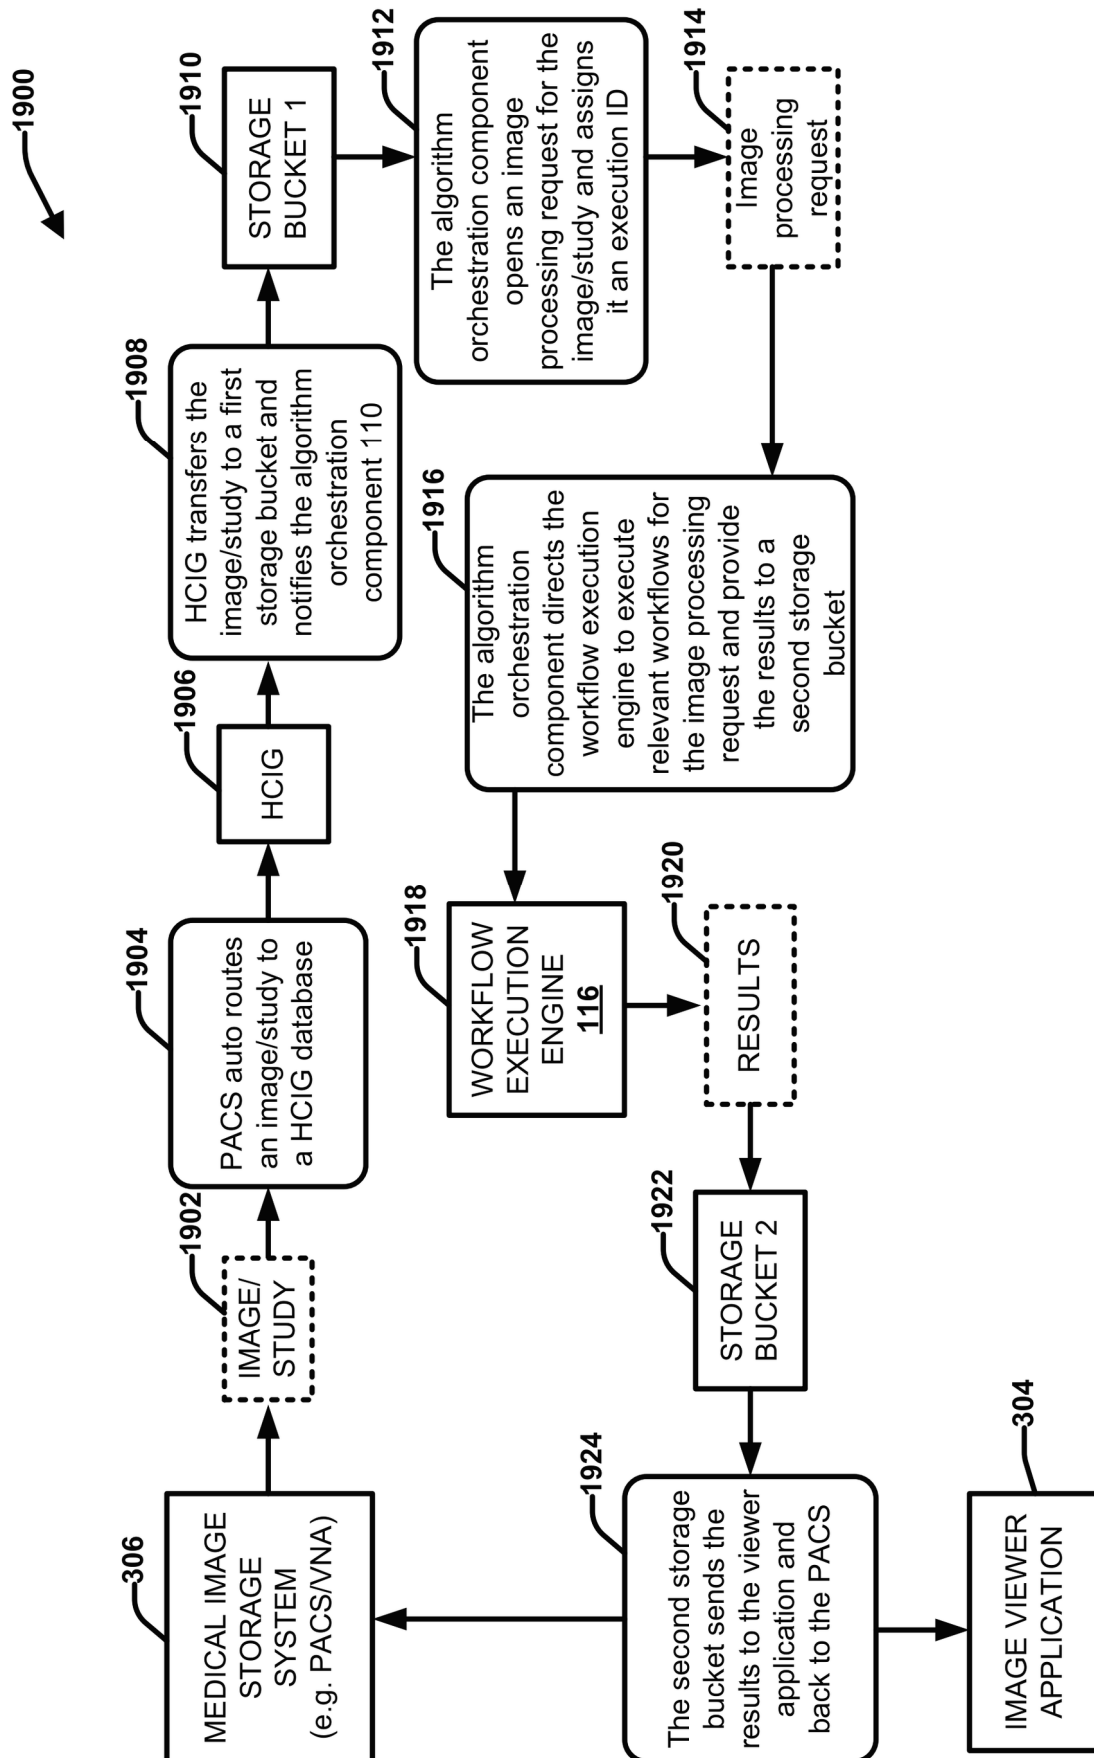 1900
306
MEDICAL IMAGE
STORAGE
SYSTEM
(e.g. PACS/VNA)
1902
IMAGE/
STUDY
1904
PACS auto routes
an image/study to
a HCIG database
1906
HCIG
1908
HCIG transfers the
image/study to a first
storage bucket and
notifies the algorithm
orchestration
component 110
1910
STORAGE
BUCKET 1
1912
The algorithm
orchestration component
opens an image
processing request for the
image/study and assigns
it an execution ID
1914
Image
processing
request
1916
The algorithm
orchestration
component directs the
workflow execution
engine to execute
relevant workflows for
the image processing
request and provide
the results to a
second storage
bucket
1918
WORKFLOW
EXECUTION
ENGINE
116
1920
RESULTS
1922
STORAGE
BUCKET 2
1924
The second storage
bucket sends the
results to the viewer
application and
back to the PACS
304
IMAGE VIEWER
APPLICATION